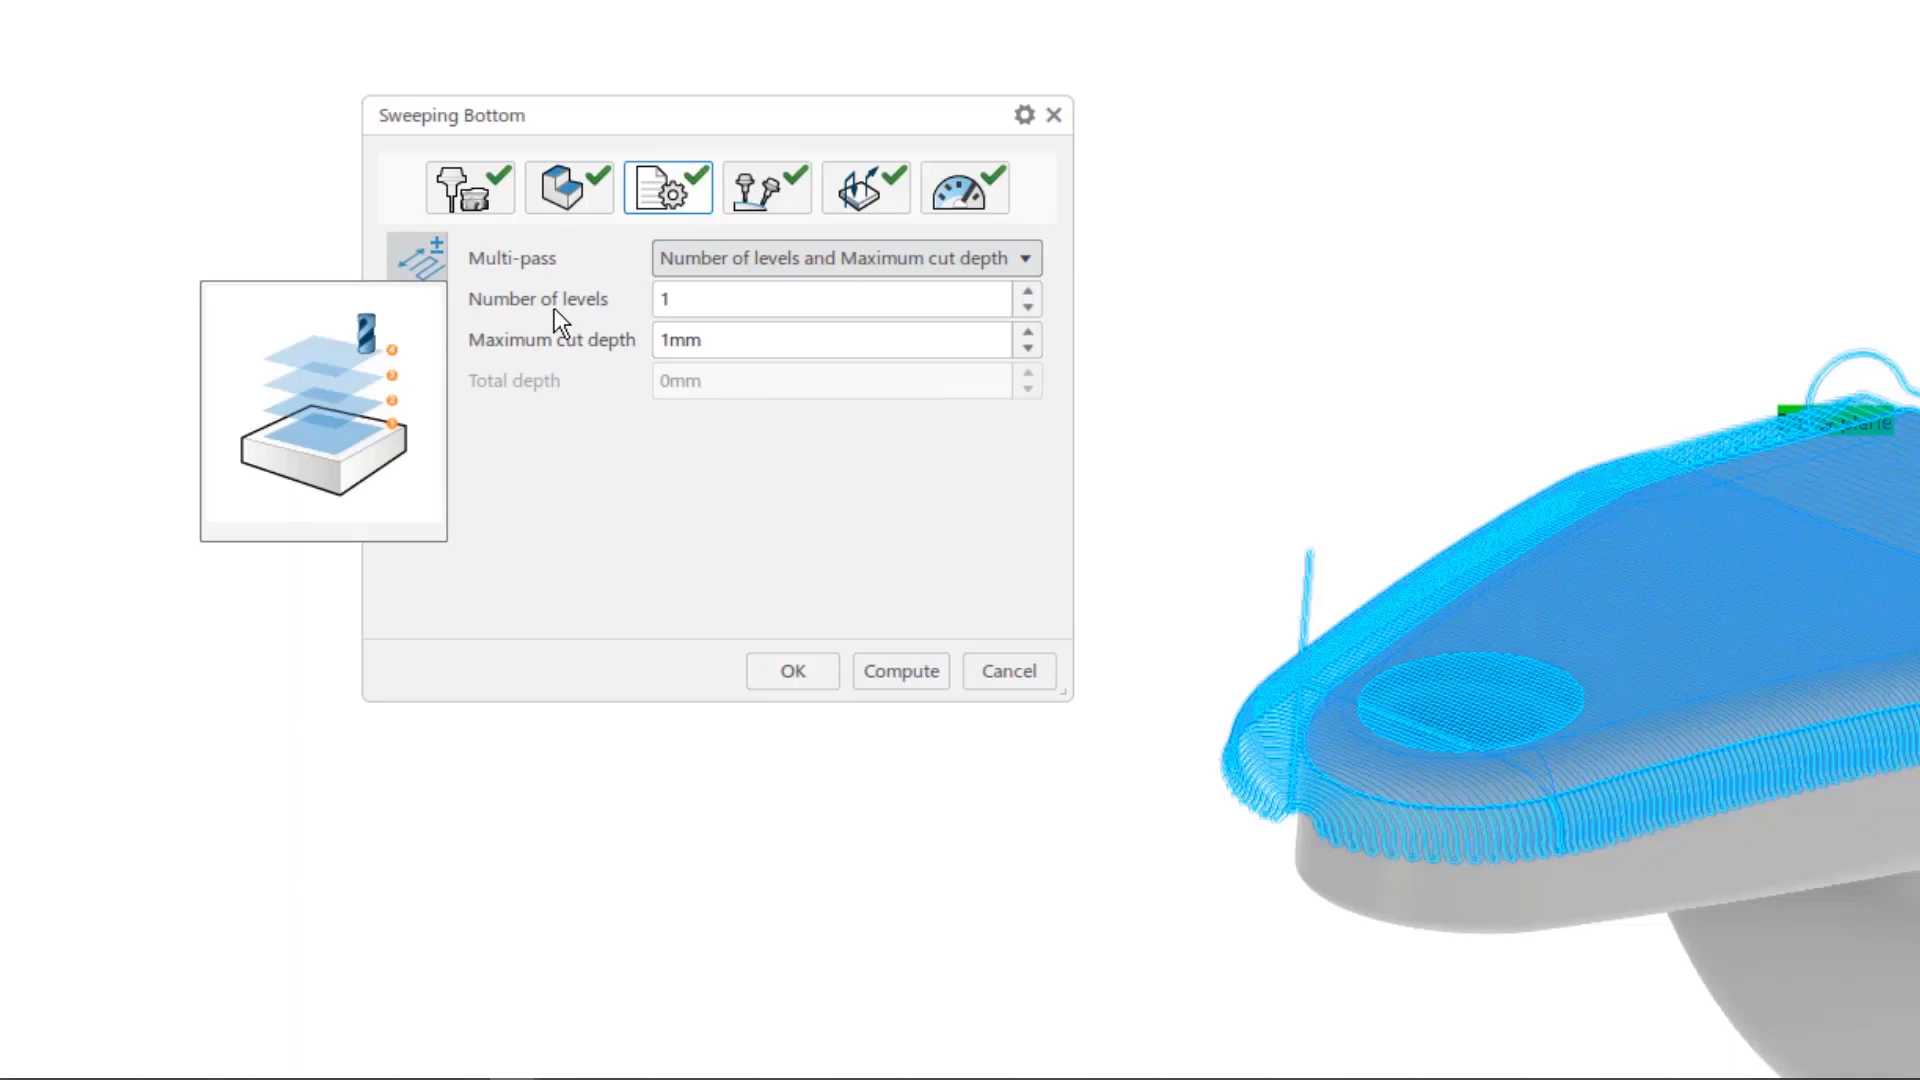 Sweeping Bottom
Multi-pass
Number of levels and Maximum cut depth
Number of levels
1
Maximum cut depth
1mm
Total depth
0mm
OK
Compute
Cancel